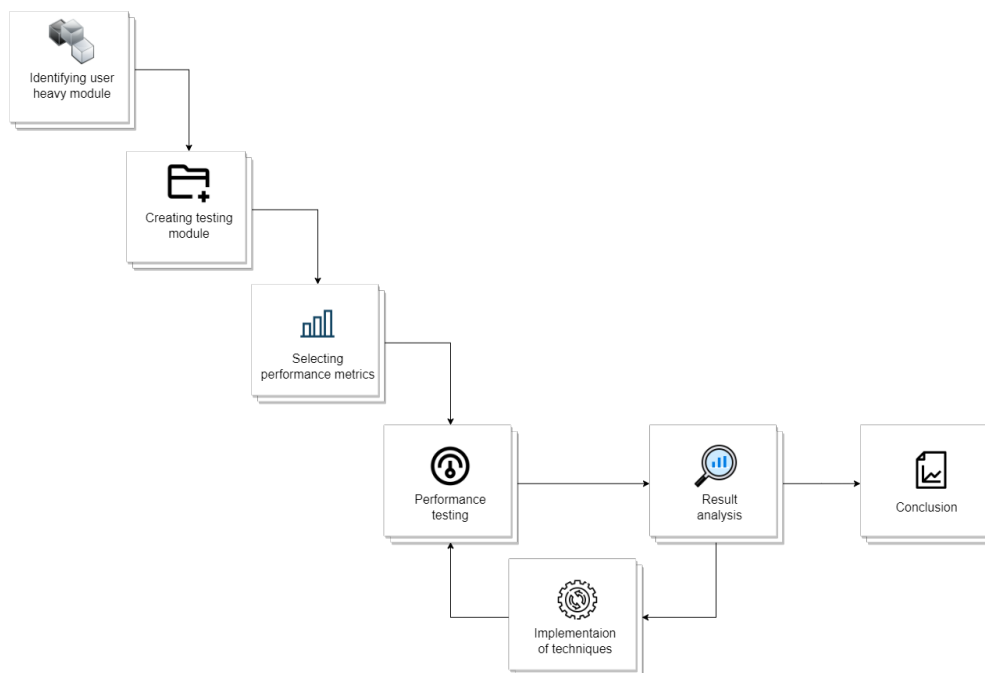 Identifying user
heavy module
Creating testing
module
Selecting
performance metrics
Performance
testing
Result
analysis
Conclusion
Implementaion
of techniques